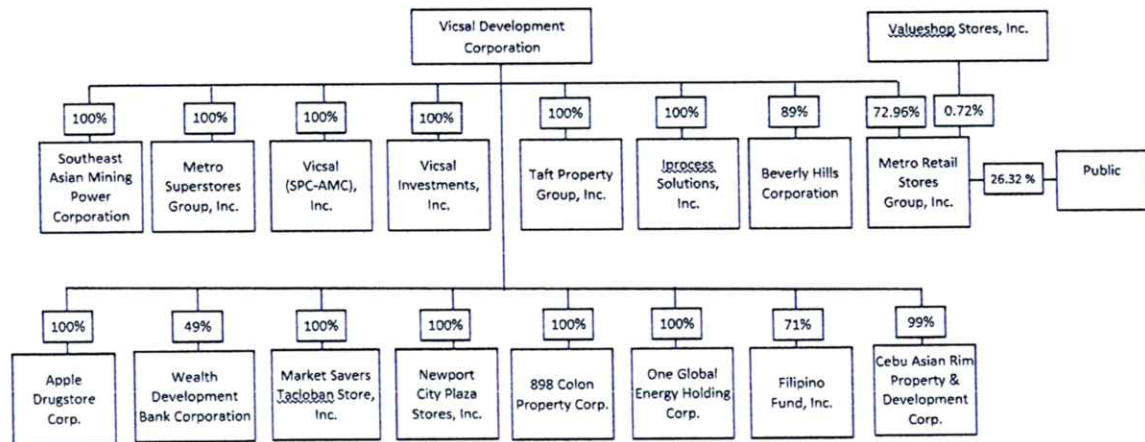 Vicsal Development
Corporation
Valueshop Stores, Inc.
100%
100%
100%
100%
100%
100%
89%
72.96%
0.72%
Southeast
Asian Mining
Power
Corporation
Metro
Superstores
Group, Inc.
Vicsal
(SPC-AMC),
Inc.
Vicsal
Investments,
Inc.
Taft Property
Group, Inc.
Iprocess
Solutions,
Inc.
Beverly Hills
Corporation
Metro Retail
Stores
Group, Inc.
26.32 %
Public
100%
49%
100%
100%
100%
100%
71%
99%
Apple
Drugstore
Corp.
Wealth
Development
Bank Corporation
Market Savers
Tacloban Store,
Inc.
Newport
City Plaza
Stores, Inc.
898 Colon
Property Corp.
One Global
Energy Holding
Corp.
Filipino
Fund, Inc.
Cebu Asian Rim
Property &
Development
Corp.